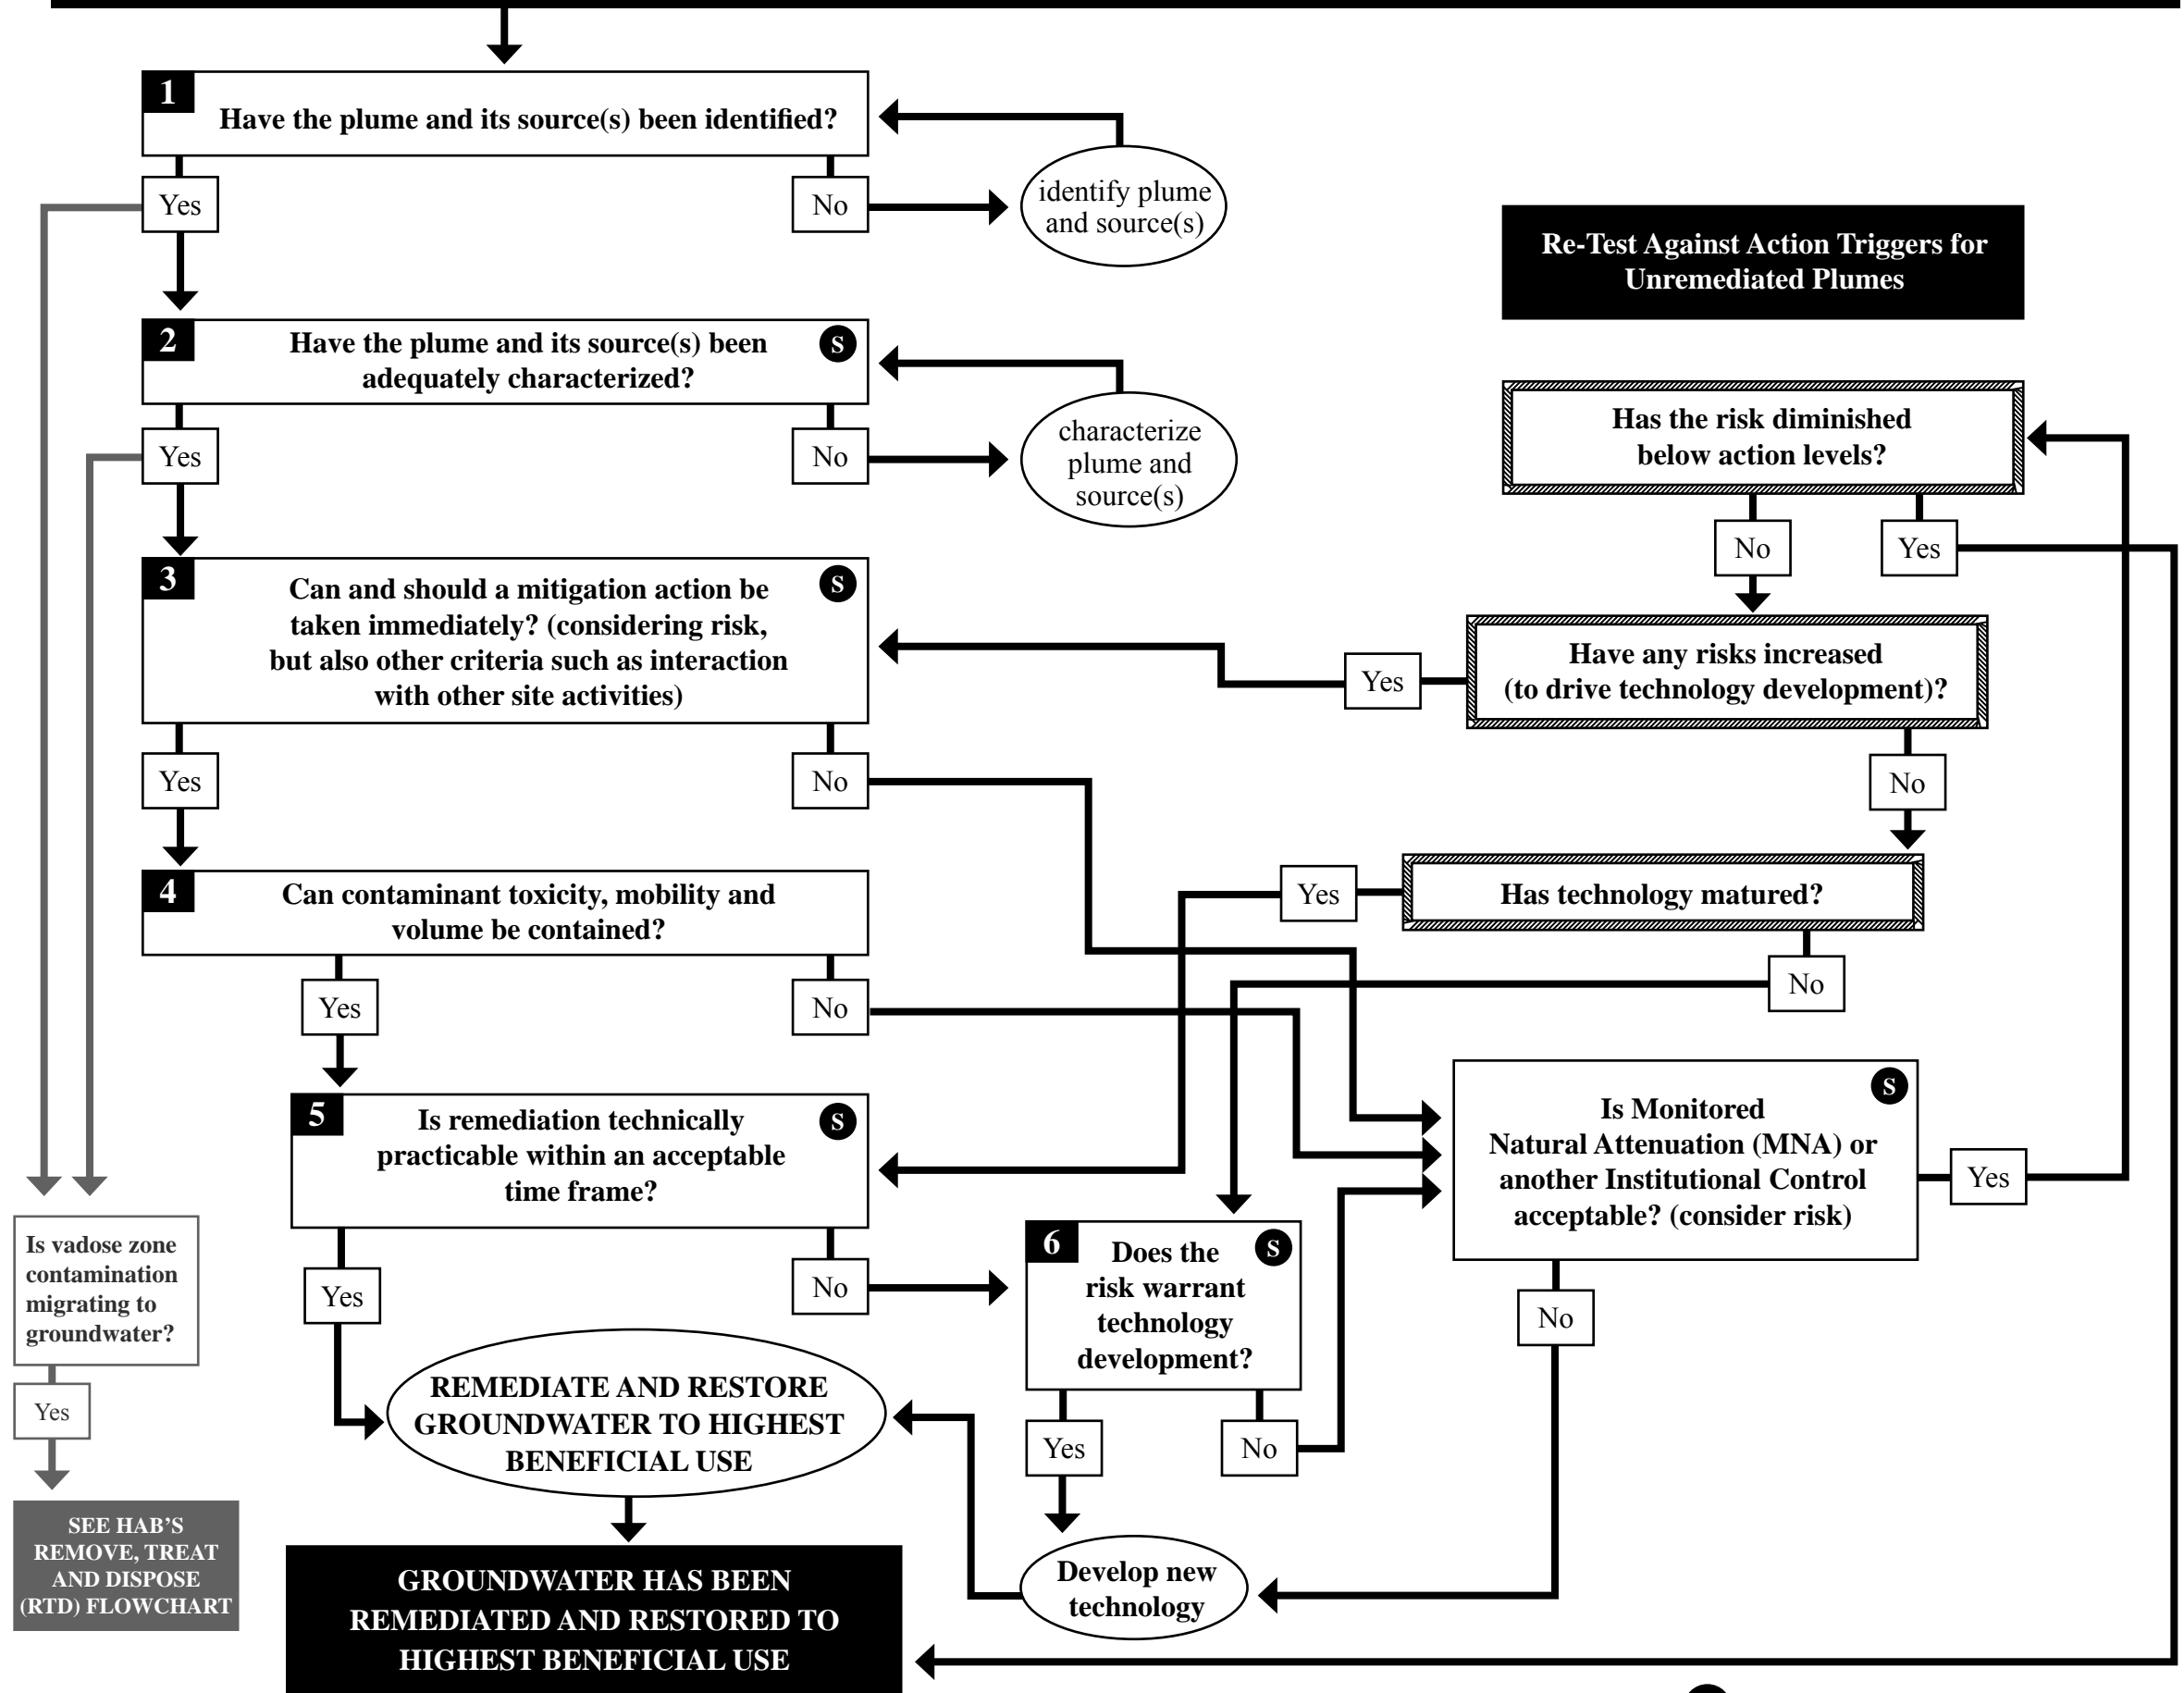 1
Have the plume and its source(s) been identified?
Yes
No
identify plume
and source(s)
Re-Test Against Action Triggers for
Unremediated Plumes
2
Have the plume and its source(s) been
adequately characterized?
S
Yes
No
characterize
plume and
source(s)
Has the risk diminished
below action levels?
No
Yes
3
Can and should a mitigation action be
taken immediately? (considering risk,
but also other criteria such as interaction
with other site activities)
S
Yes
No
Have any risks increased
(to drive technology development)?
Yes
No
4
Can contaminant toxicity, mobility and
volume be contained?
Yes
No
Has technology matured?
Yes
No
5
Is remediation technically
practicable within an acceptable
time frame?
S
Yes
No
Is Monitored
Natural Attenuation (MNA) or
another Institutional Control
acceptable? (consider risk)
S
Yes
No
6
Does the
risk warrant
technology
development?
S
Yes
No
Is vadose zone
contamination
migrating to
groundwater?
Yes
SEE HAB'S
REMOVE, TREAT
AND DISPOSE
(RTD) FLOWCHART
REMEDIATE AND RESTORE
GROUNDWATER TO HIGHEST
BENEFICIAL USE
Develop new
technology
GROUNDWATER HAS BEEN
REMEDIATED AND RESTORED TO
HIGHEST BENEFICIAL USE